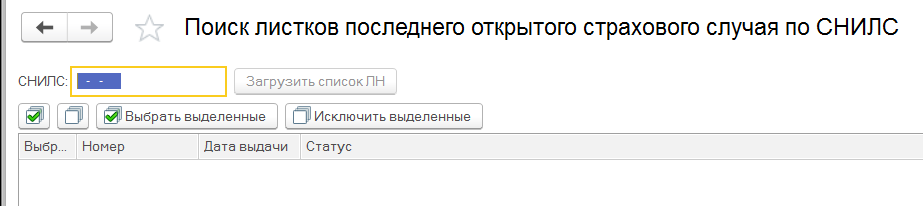 Поиск листков последнего открытого страхового случая по СНИЛС
СНИЛС: - - Загрузить список ЛН
Выбрать выделенные Исключить выделенные
Выбр... Номер Дата выдачи Статус